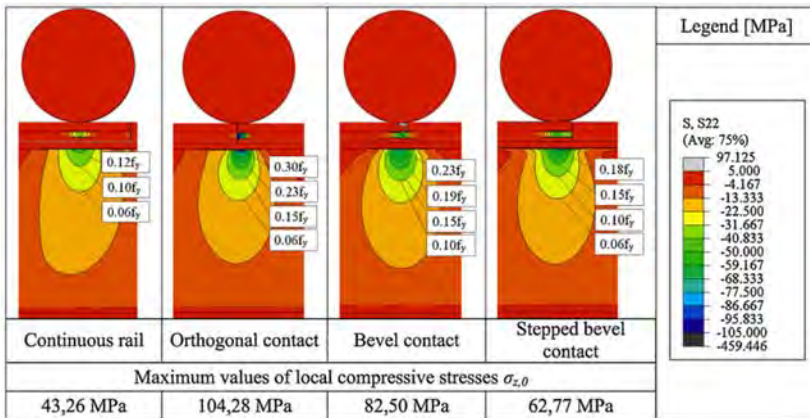 Legend [MPa]
0.12fy
0.10fy
0.06fy
0.30fy
0.23fy
0.15fy
0.06fy
0.23fy
0.19fy
0.15fy
0.10fy
0.18fy
0.15fy
0.10fy
0.06fy
S, S22
(Avg: 75%)
97.125
5.000
-4.167
-13.333
-22.500
-31.667
-40.833
-50.000
-59.167
-68.333
-77.500
-86.667
-95.833
-105.000
-459.446
Continuous rail
Orthogonal contact
Bevel contact
Stepped bevel
contact
Maximum values of local compressive stresses σz,0
43,26 MPa
104,28 MPa
82,50 MPa
62,77 MPa